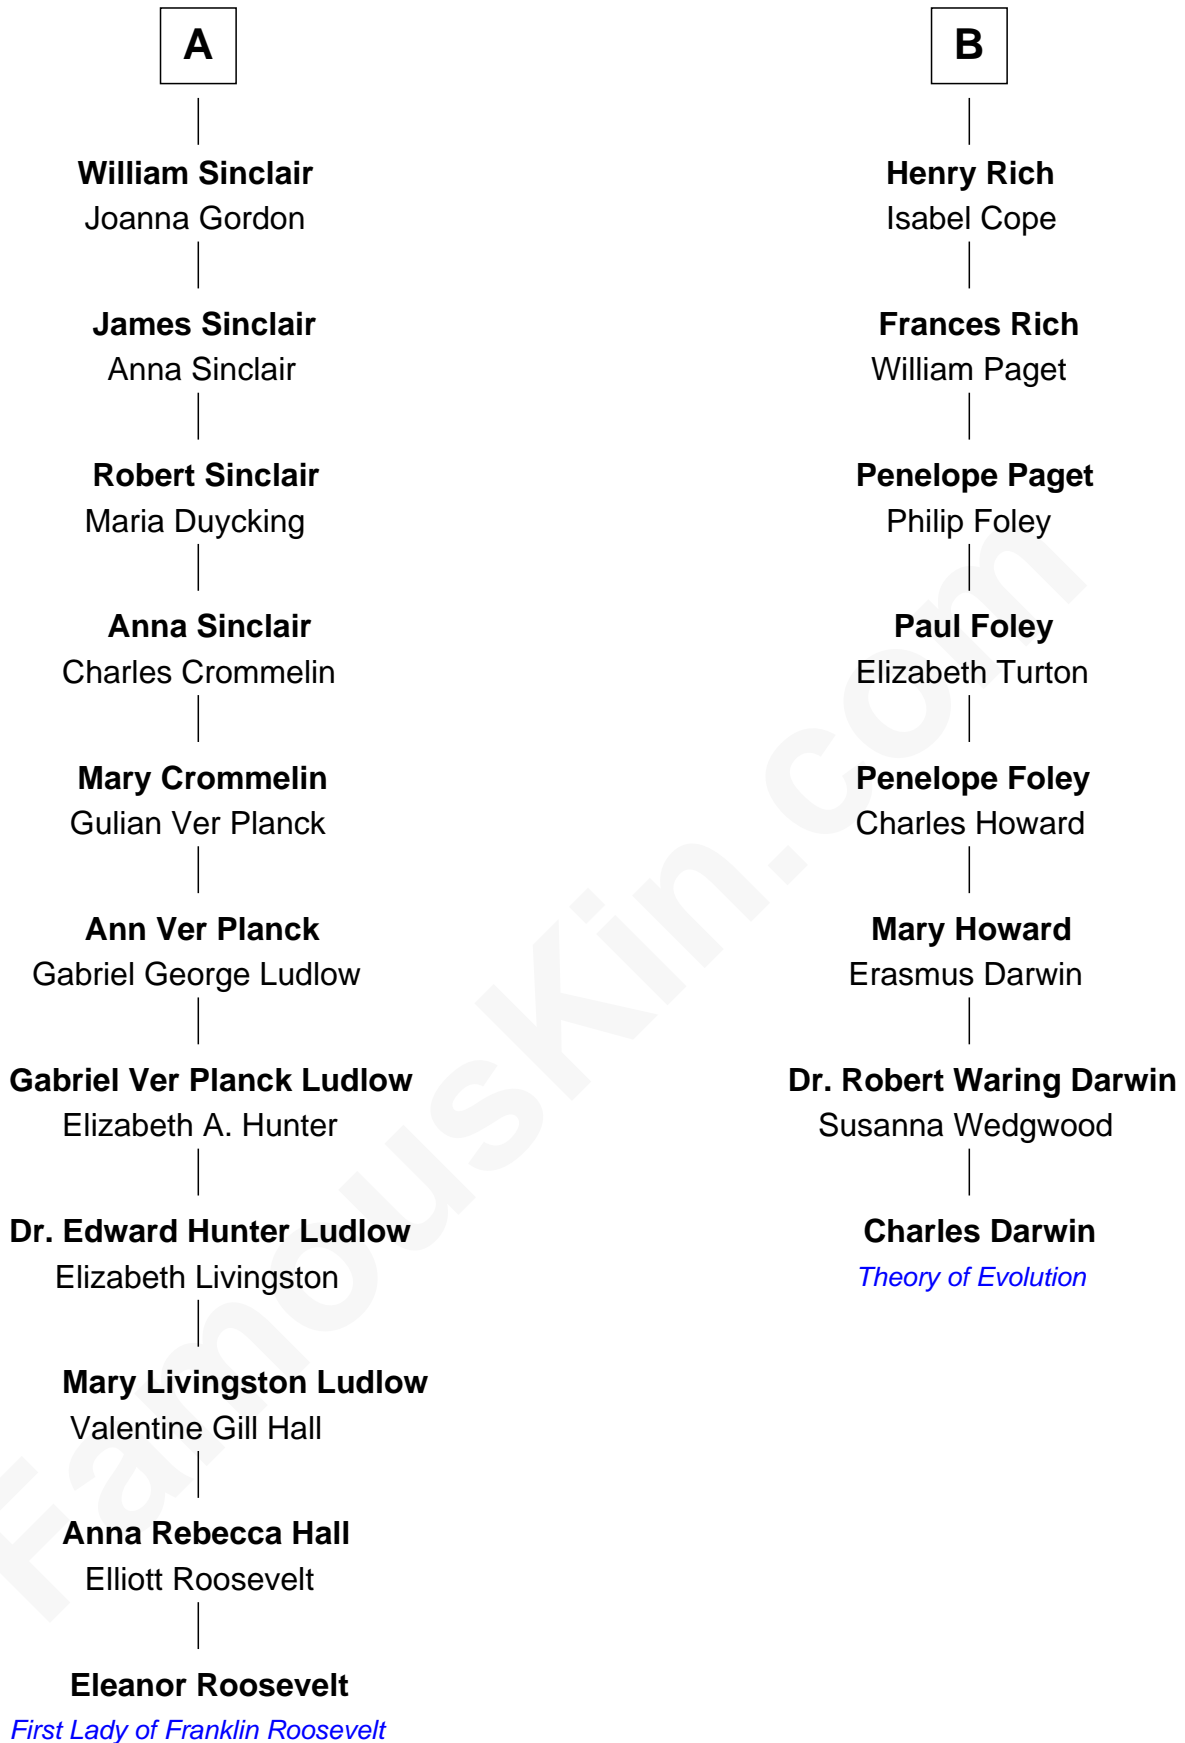 A
William Sinclair
Joanna Gordon
James Sinclair
Anna Sinclair
Robert Sinclair
Maria Duycking
Anna Sinclair
Charles Crommelin
Mary Crommelin
Gulian Ver Planck
Ann Ver Planck
Gabriel George Ludlow
Gabriel Ver Planck Ludlow
Elizabeth A. Hunter
Dr. Edward Hunter Ludlow
Elizabeth Livingston
Mary Livingston Ludlow
Valentine Gill Hall
Anna Rebecca Hall
Elliott Roosevelt
Eleanor Roosevelt
First Lady of Franklin Roosevelt
B
Henry Rich
Isabel Cope
Frances Rich
William Paget
Penelope Paget
Philip Foley
Paul Foley
Elizabeth Turton
Penelope Foley
Charles Howard
Mary Howard
Erasmus Darwin
Dr. Robert Waring Darwin
Susanna Wedgwood
Charles Darwin
Theory of Evolution
FamousKin.com